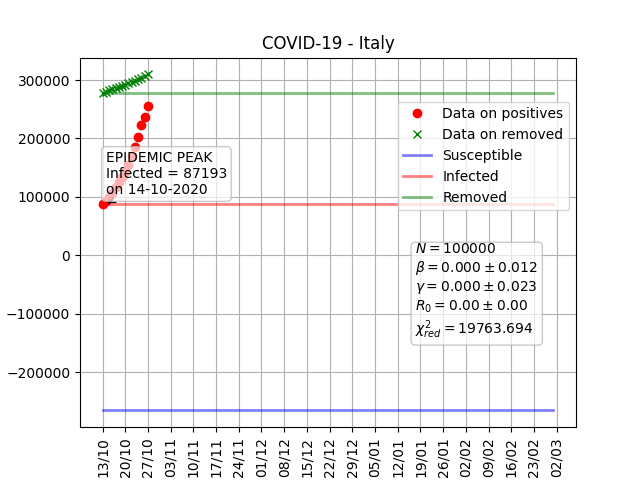 COVID-19 - Italy
300000
200000
100000
0
−100000
−200000
Data on positives
Data on removed
Susceptible
Infected
Removed
EPIDEMIC PEAK
Infected = 87193
on 14-10-2020
N = 100000
β = 0.000 ± 0.012
γ = 0.000 ± 0.023
R₀ = 0.00 ± 0.00
χ²_red = 19763.694
13/10
20/10
27/10
03/11
10/11
17/11
24/11
01/12
08/12
15/12
22/12
29/12
05/01
12/01
19/01
26/01
02/02
09/02
16/02
23/02
02/03